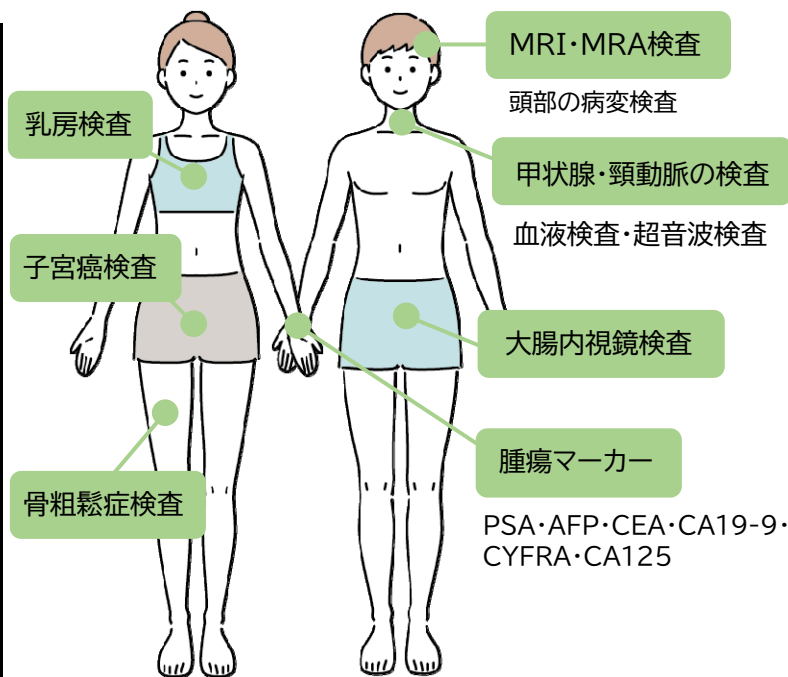 乳房検査
子宮癌検査
骨粗鬆症検査
MRI・MRA検査
頭部の病変検査
甲状腺・頸動脈の検査
血液検査・超音波検査
大腸内視鏡検査
腫瘍マーカー
PSA・AFP・CEA・CA19-9・
CYFRA・CA125